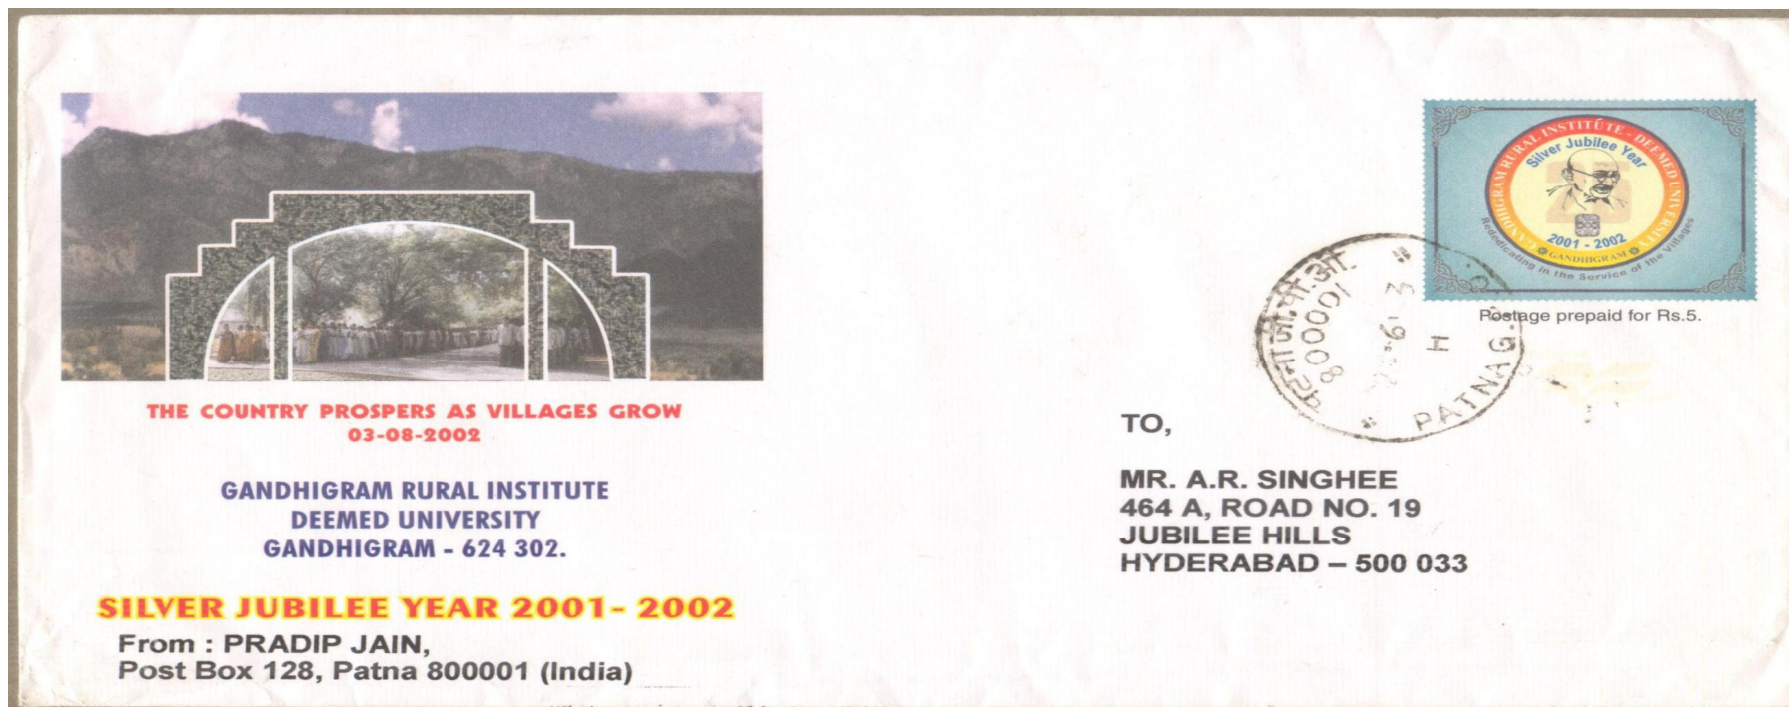 THE COUNTRY PROSPERS AS VILLAGES GROW
03-08-2002
GANDHIGRAM RURAL INSTITUTE
DEEMED UNIVERSITY
GANDHIGRAM - 624 302.
SILVER JUBILEE YEAR 2001- 2002
From : PRADIP JAIN,
Post Box 128, Patna 800001 (India)
GANDHIGRAM RURAL INSTITUTE - DEEMED UNIVERSITY
Silver Jubilee Year
2001 - 2002
GANDHIGRAM
Rededicating in the Service of the Villages
Postage prepaid for Rs.5.
800001
PATNA G.
TO,
MR. A.R. SINGHEE
464 A, ROAD NO. 19
JUBILEE HILLS
HYDERABAD – 500 033